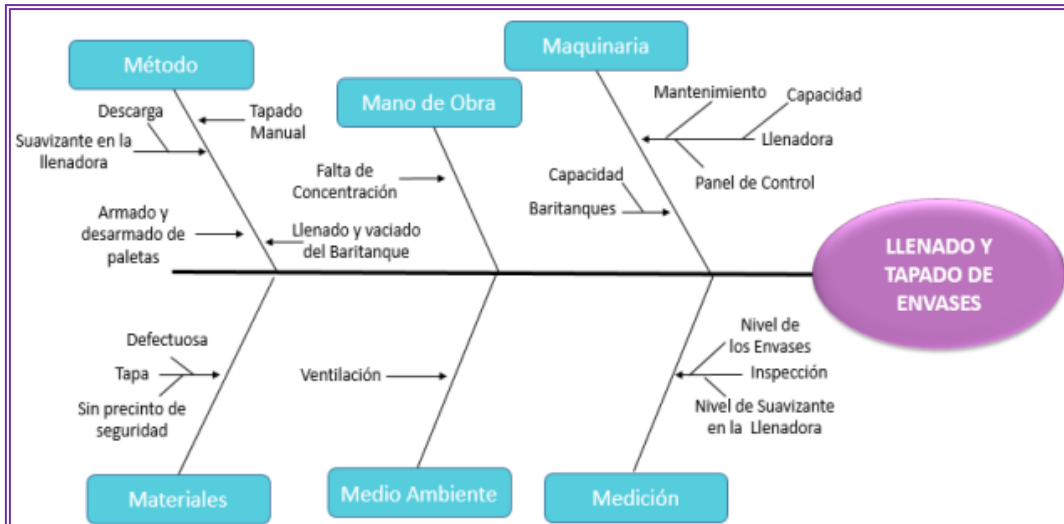 Maquinaria
Método
Mano de Obra
Mantenimiento
Capacidad
Descarga
Tapado
Manual
Suavizante en la
llenadora
Llenadora
Falta de
Concentración
Capacidad
Panel de Control
Baritanques
Armado y
desarmado de
paletas
Llenado y vaciado
del Baritanque
LLENADO Y
TAPADO DE
ENVASES
Defectuosa
Tapa
Sin precinto de
seguridad
Ventilación
Nivel de
los Envases
Inspección
Nivel de Suavizante
en la Llenadora
Materiales
Medio Ambiente
Medición